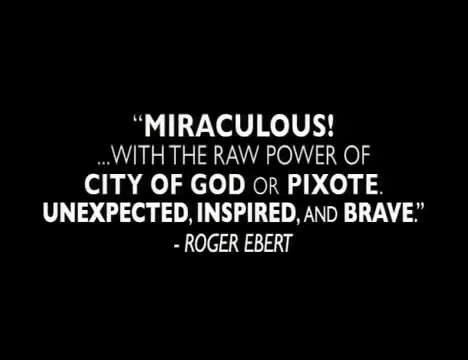 “MIRACULOUS!
...WITH THE RAW POWER OF
CITY OF GOD OR PIXOTE.
UNEXPECTED, INSPIRED, AND BRAVE.”
- ROGER EBERT